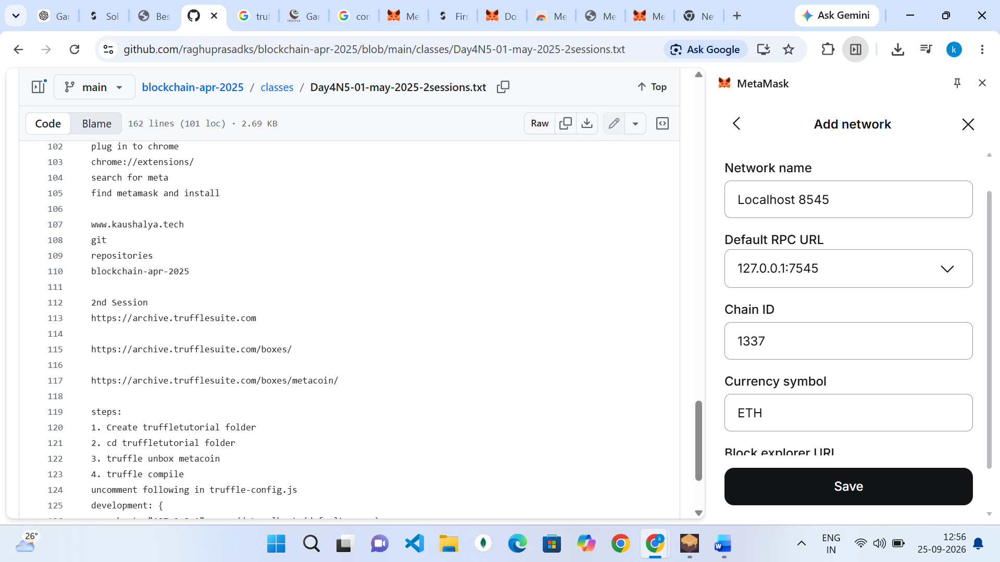 Gar
Soli
Bes
truf
Gar
con
Me
Firs
Do
Me
Me
Me
Ne
Ask Gemini
github.com/raghuprasadks/blockchain-apr-2025/blob/main/classes/Day4N5-01-may-2025-2sessions.txt
Ask Google
k
main
blockchain-apr-2025 / classes / Day4N5-01-may-2025-2sessions.txt
Top
Code
Blame
162 lines (101 loc) · 2.69 KB
Raw
102 plug in to chrome
103 chrome://extensions/
104 search for meta
105 find metamask and install
106
107 www.kaushalya.tech
108 git
109 repositories
110 blockchain-apr-2025
111
112 2nd Session
113 https://archive.trufflesuite.com
114
115 https://archive.trufflesuite.com/boxes/
116
117 https://archive.trufflesuite.com/boxes/metacoin/
118
119 steps:
120 1. Create truffletutorial folder
121 2. cd truffletutorial folder
122 3. truffle unbox metacoin
123 4. truffle compile
124 uncomment following in truffle-config.js
125 development: {
MetaMask
Add network
Network name
Localhost 8545
Default RPC URL
127.0.0.1:7545
Chain ID
1337
Currency symbol
ETH
Block explorer URL
Save
26°
ENG
IN
12:56
25-09-2026